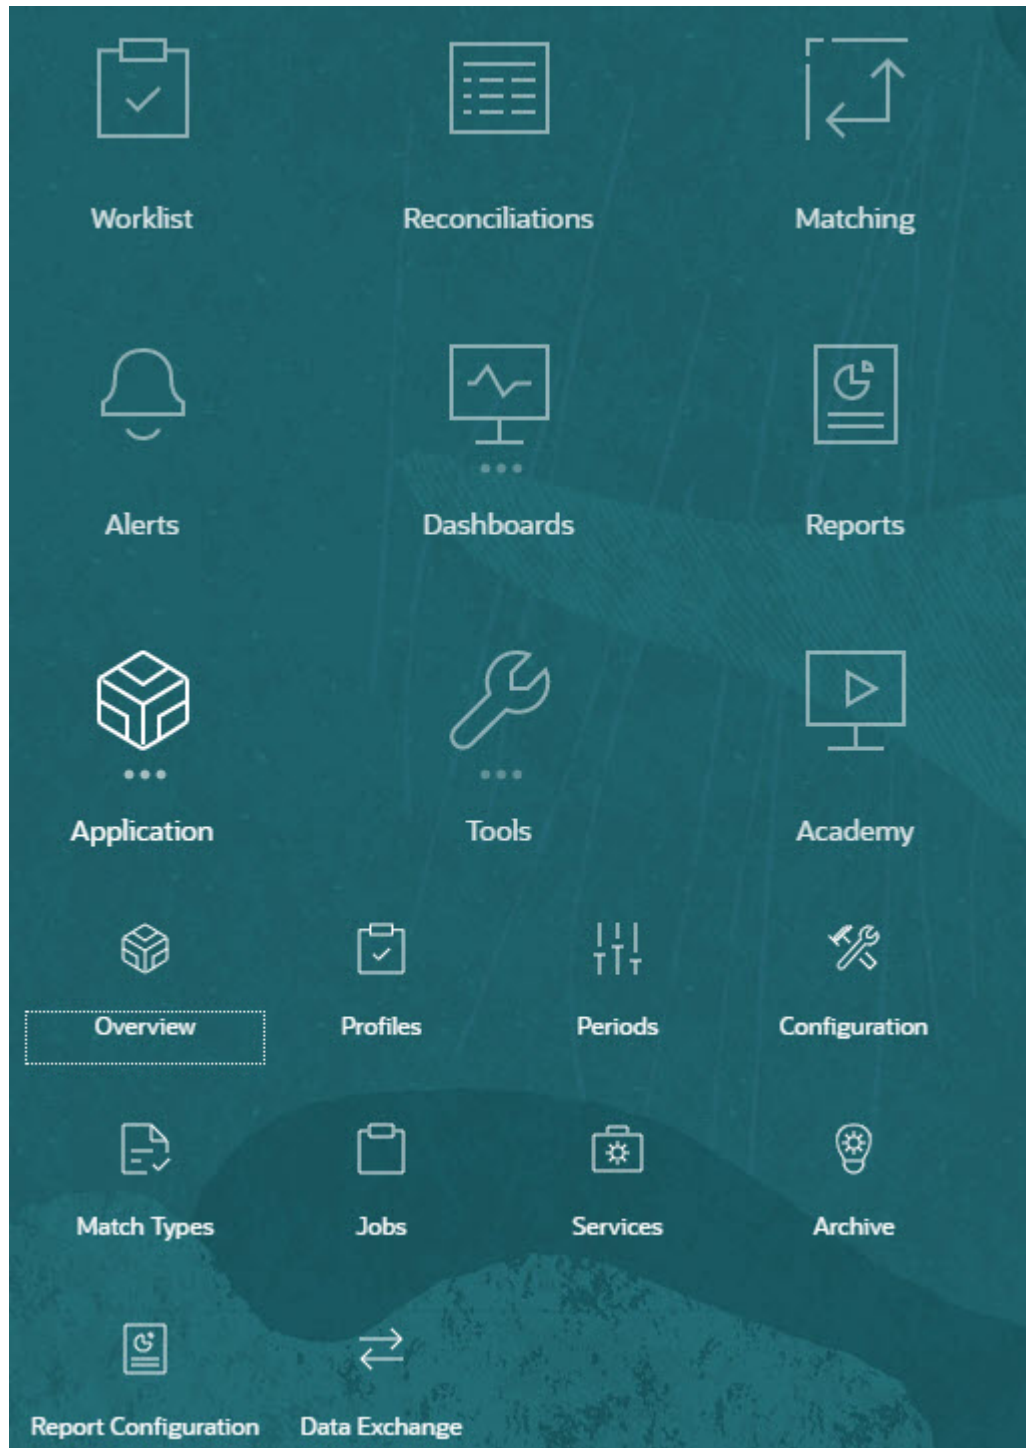 Worklist Reconciliations Matching
Alerts Dashboards Reports
Application Tools Academy
Overview Profiles Periods Configuration
Match Types Jobs Services Archive
Report Configuration Data Exchange